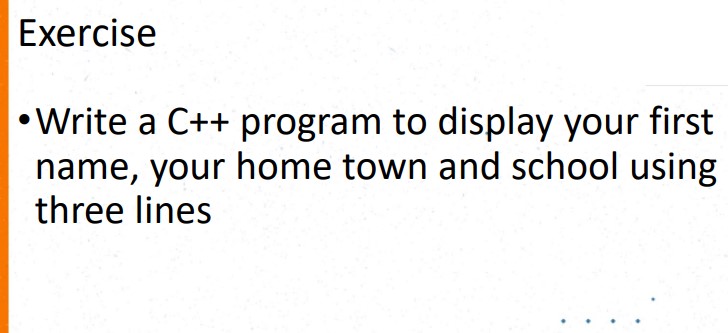 Exercise
•Write a C++ program to display your first
name, your home town and school using
three lines